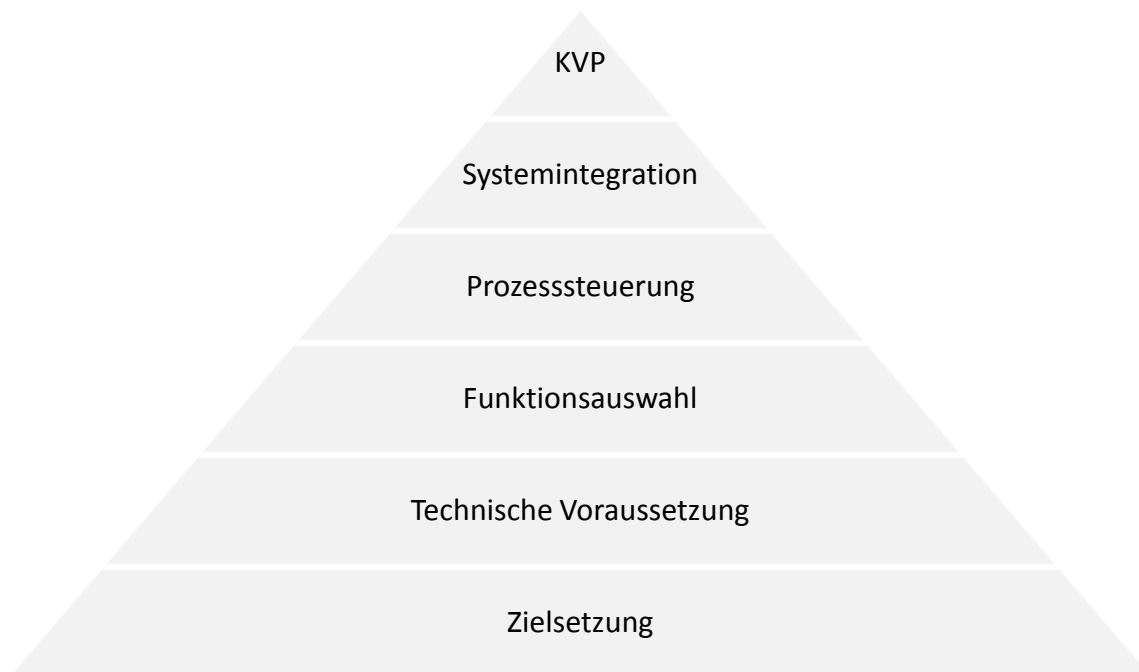 KVP
Systemintegration
Prozesssteuerung
Funktionsauswahl
Technische Voraussetzung
Zielsetzung